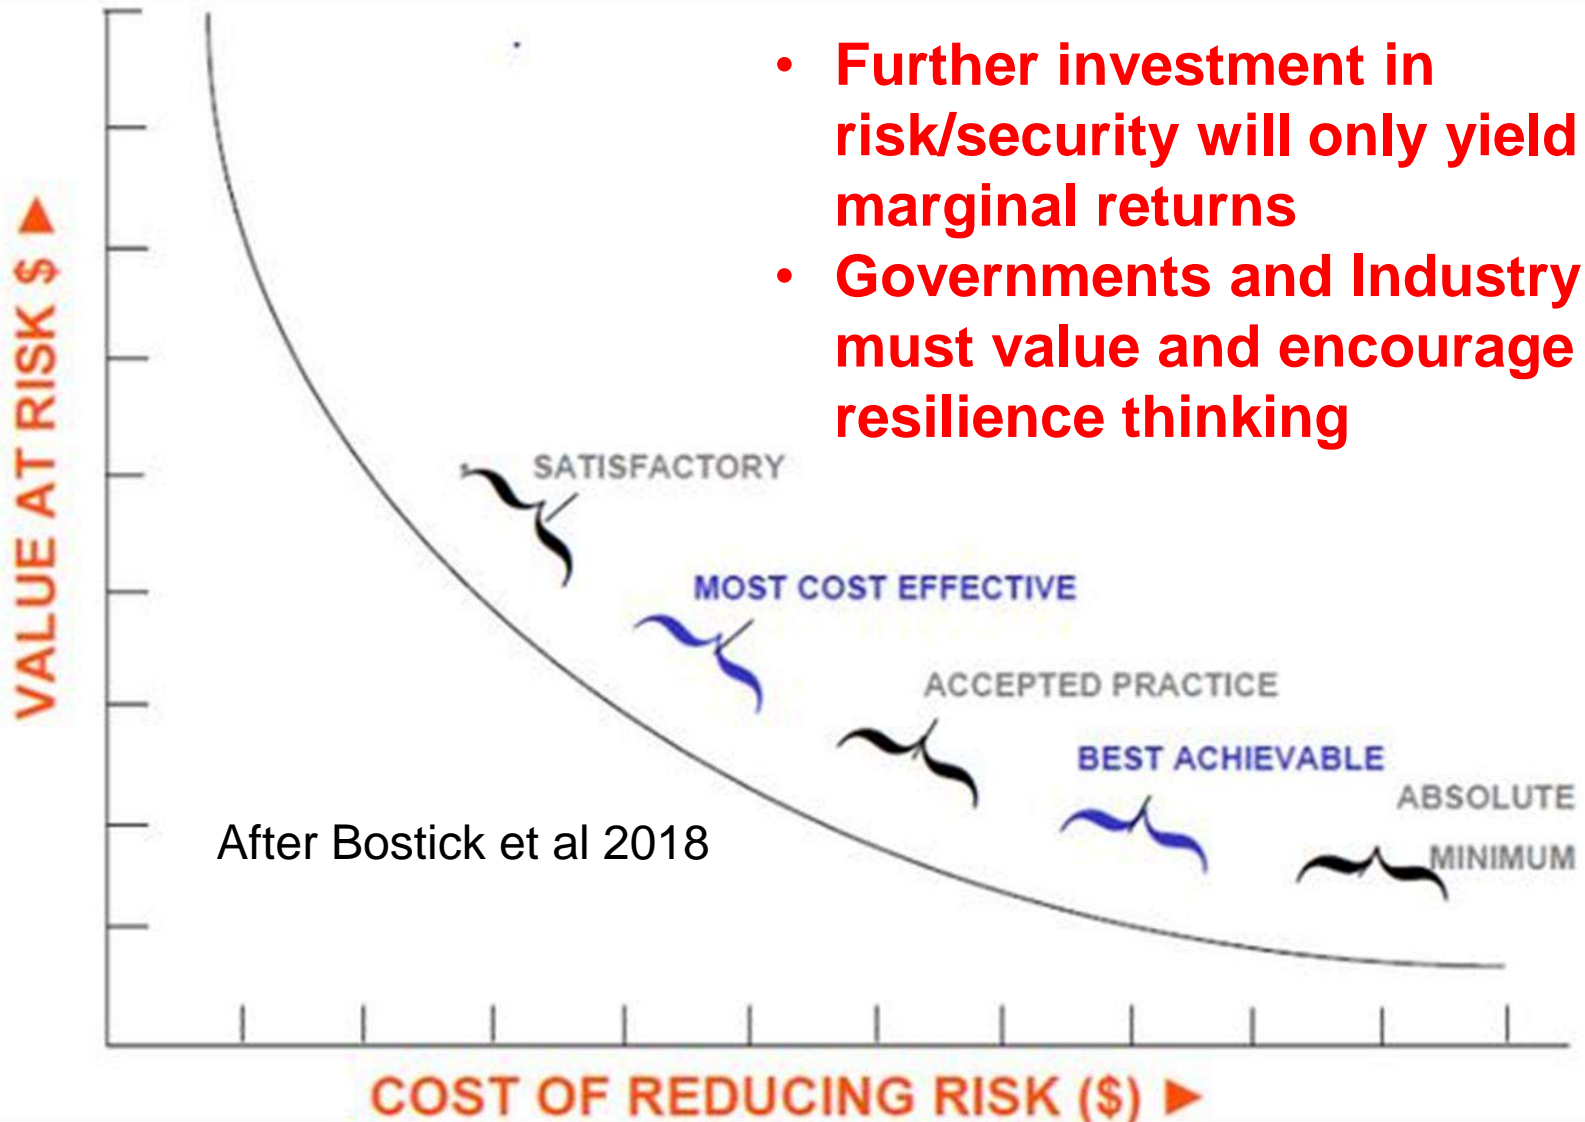 • Further investment in
risk/security will only yield
marginal returns
• Governments and Industry
must value and encourage
resilience thinking
VALUE AT RISK $ ►
SATISFACTORY
MOST COST EFFECTIVE
ACCEPTED PRACTICE
BEST ACHIEVABLE
ABSOLUTE
MINIMUM
After Bostick et al 2018
COST OF REDUCING RISK ($) ►